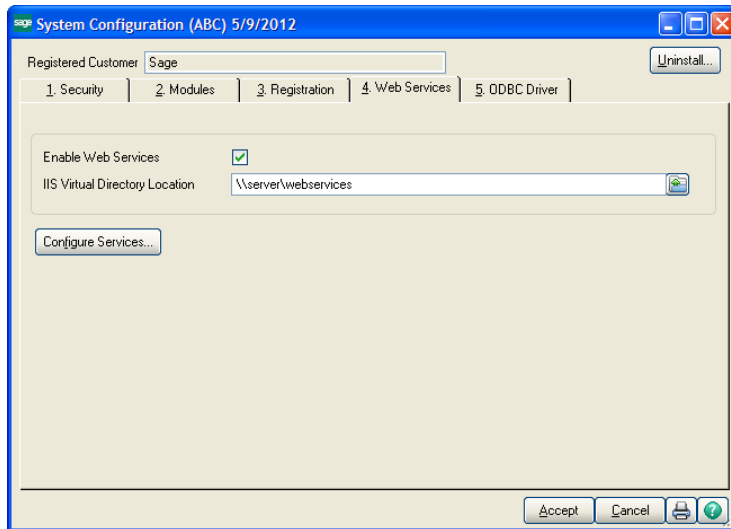 sage System Configuration (ABC) 5/9/2012
Registered Customer Sage Uninstall...
1. Security 2. Modules 3. Registration 4. Web Services 5. ODBC Driver
Enable Web Services
IIS Virtual Directory Location \\server\webservices
Configure Services...
Accept Cancel ?